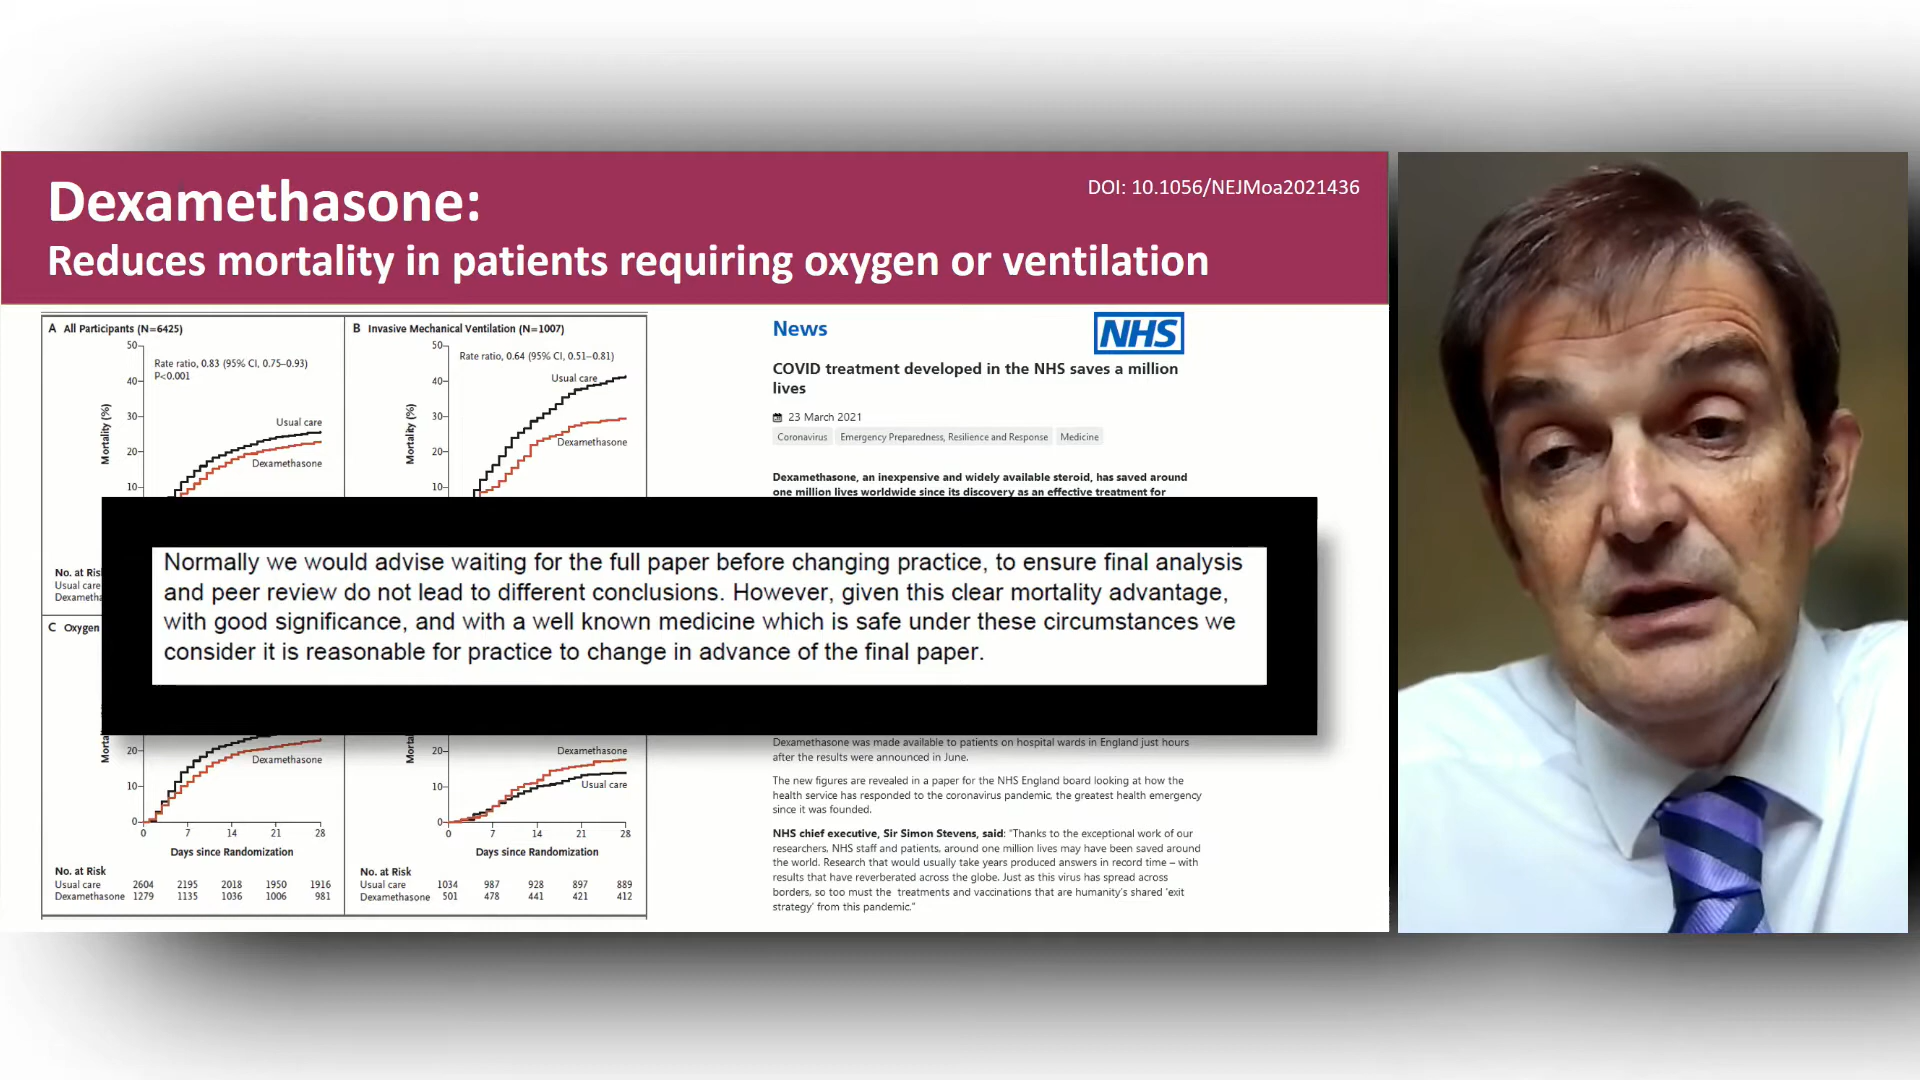 Dexamethasone:
DOI: 10.1056/NEJMoa2021436
Reduces mortality in patients requiring oxygen or ventilation
A All Participants (N=6425)
50
40
30
20
10
Mortality (%)
Rate ratio, 0.83 (95% CI, 0.75–0.93)
P<0.001
Usual care
Dexamethasone
No. at Ris
Usual care
Dexametha
B Invasive Mechanical Ventilation (N=1007)
50
40
30
20
10
Mortality (%)
Rate ratio, 0.64 (95% CI, 0.51–0.81)
Usual care
Dexamethasone
News
NHS
COVID treatment developed in the NHS saves a million
lives
23 March 2021
Coronavirus Emergency Preparedness, Resilience and Response Medicine
Dexamethasone, an inexpensive and widely available steroid, has saved around
one million lives worldwide since its discovery as an effective treatment for
Normally we would advise waiting for the full paper before changing practice, to ensure final analysis
and peer review do not lead to different conclusions. However, given this clear mortality advantage,
with good significance, and with a well known medicine which is safe under these circumstances we
consider it is reasonable for practice to change in advance of the final paper.
C Oxygen
20
10
0
Dexamethasone
0 7 14 21 28
Days since Randomization
No. at Risk
Usual care 2604 2195 2018 1950 1916
Dexamethasone 1279 1135 1036 1006 981
20
10
0
Dexamethasone
Usual care
0 7 14 21 28
Days since Randomization
No. at Risk
Usual care 1034 987 928 897 889
Dexamethasone 501 478 441 421 412
Dexamethasone was made available to patients on hospital wards in England just hours
after the results were announced in June.
The new figures are revealed in a paper for the NHS England board looking at how the
health service has responded to the coronavirus pandemic, the greatest health emergency
since it was founded.
NHS chief executive, Sir Simon Stevens, said: “Thanks to the exceptional work of our
researchers, NHS staff and patients, around one million lives may have been saved around
the world. Research that would usually take years produced answers in record time – with
results that have reverberated across the globe. Just as this virus has spread across
borders, so too must the treatments and vaccinations that are humanity’s shared ‘exit
strategy’ from this pandemic.”